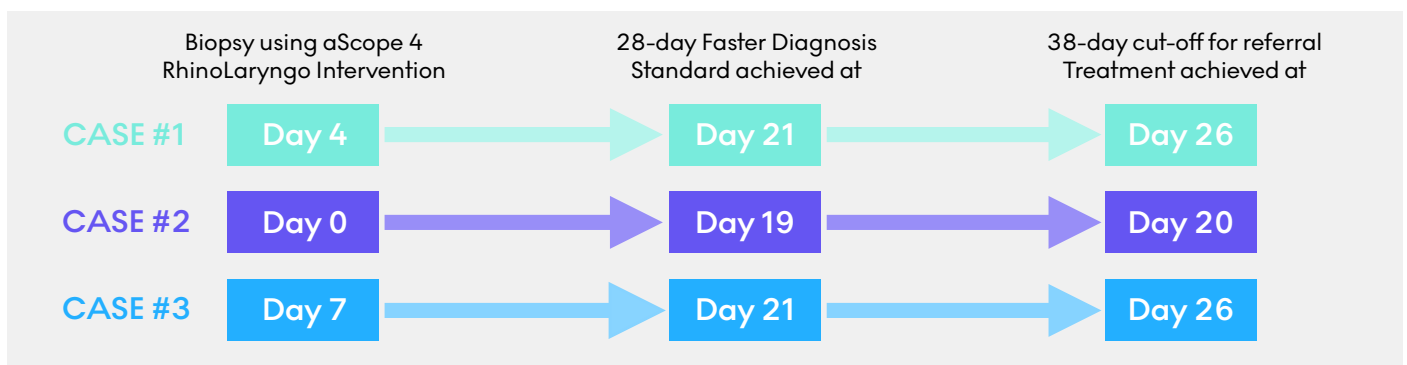 Biopsy using aScope 4
RhinoLaryngo Intervention
28-day Faster Diagnosis
Standard achieved at
38-day cut-off for referral
Treatment achieved at
CASE #1 Day 4 Day 21 Day 26
CASE #2 Day 0 Day 19 Day 20
CASE #3 Day 7 Day 21 Day 26